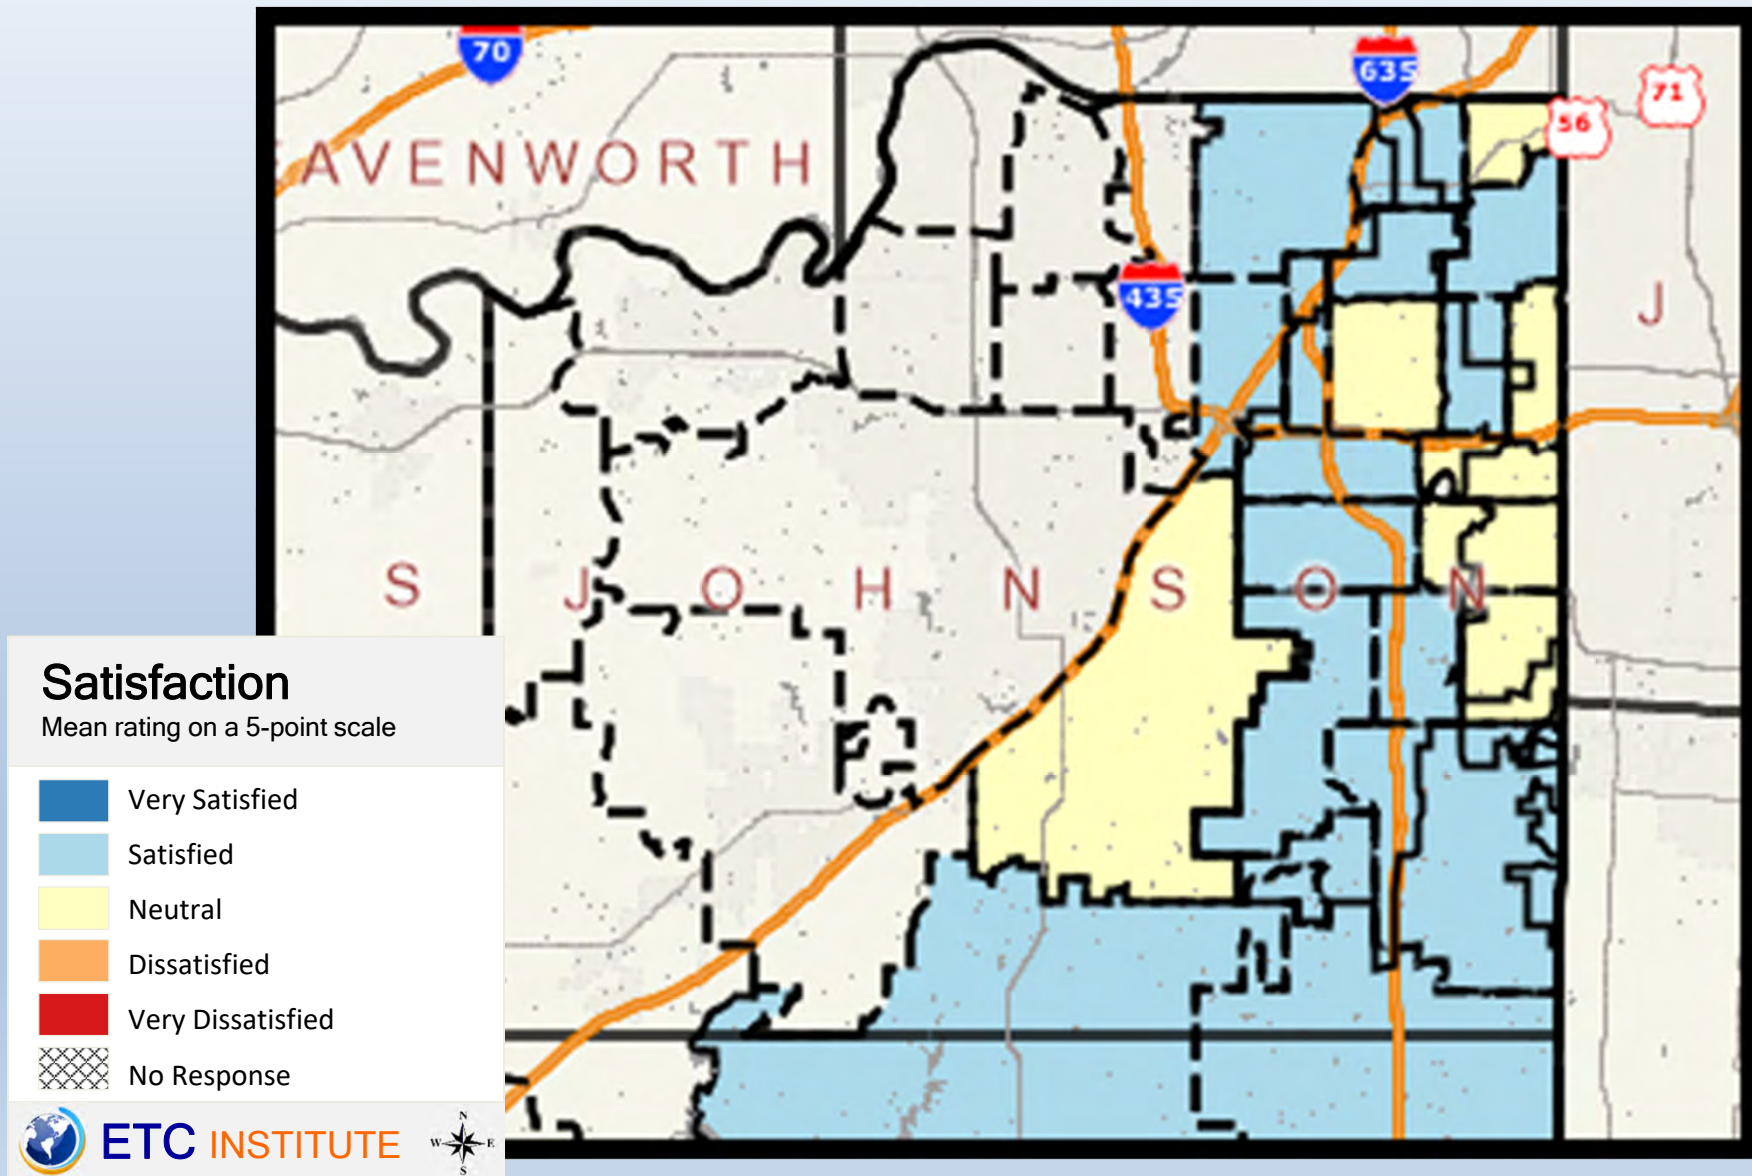 70
635
71
56
AVENWORTH
435
J
S JOHNSON
Satisfaction
Mean rating on a 5-point scale
Very Satisfied
Satisfied
Neutral
Dissatisfied
Very Dissatisfied
No Response
ETC INSTITUTE
N
W E
S